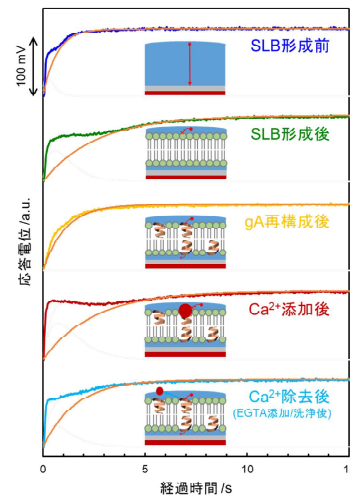 100 mV
SLB形成前
SLB形成後
gA再構成後
Ca²⁺添加後
Ca²⁺除去後
(EGTA添加/洗浄後)
応答電位/a.u.
0 5 10 1
経過時間 /s